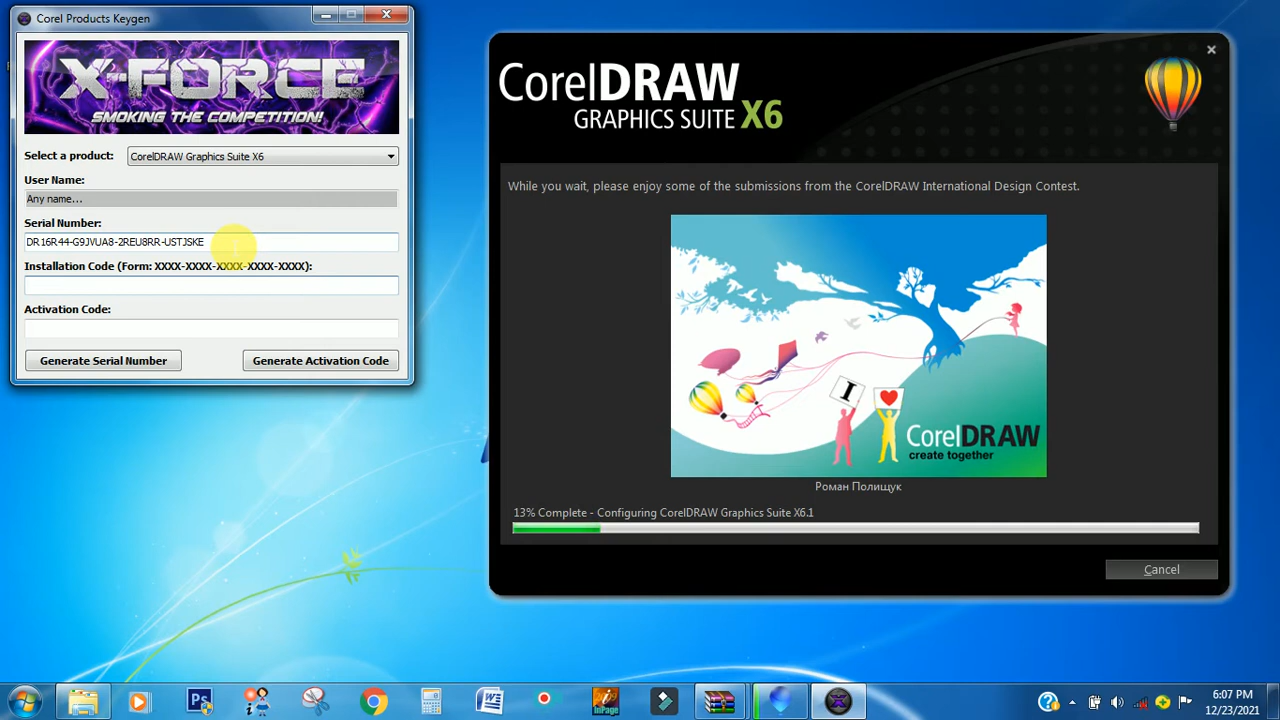 Corel Products Keygen
X-FORCE
SMOKING THE COMPETITION!
Select a product: CorelDRAW Graphics Suite X6
User Name:
Any name...
Serial Number:
DR16R44-G9JVUA8-2REU8RR-USTJSKE
Installation Code (Form: XXXX-XXXX-XXXX-XXXX-XXXX):
Activation Code:
Generate Serial Number Generate Activation Code
CorelDRAW
GRAPHICS SUITE X6
While you wait, please enjoy some of the submissions from the CorelDRAW International Design Contest.
I
CorelDRAW
create together
Роман Полищук
13% Complete - Configuring CorelDRAW Graphics Suite X6.1
Cancel
Ps
W
InPage
6:07 PM
12/23/2021